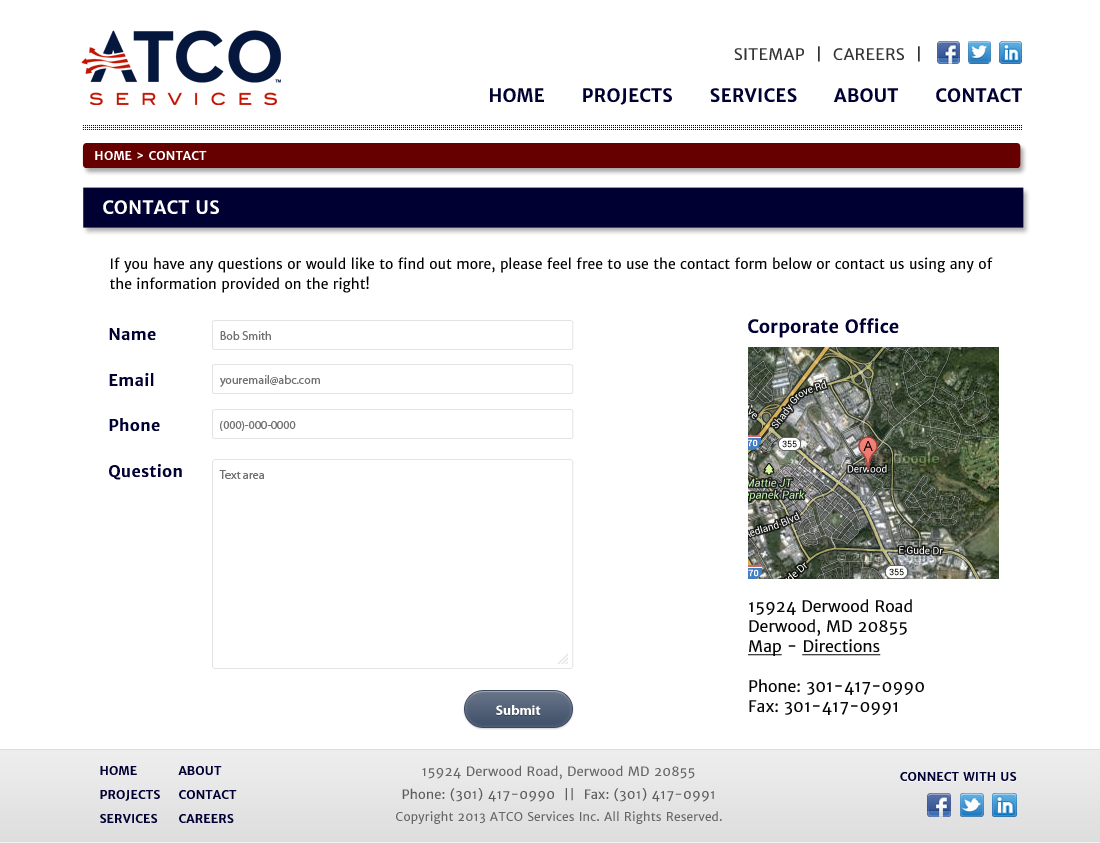 ATCO™
SERVICES
SITEMAP | CAREERS |
HOME PROJECTS SERVICES ABOUT CONTACT
HOME > CONTACT
CONTACT US
If you have any questions or would like to find out more, please feel free to use the contact form below or contact us using any of
the information provided on the right!
Name
Bob Smith
Email
youremail@abc.com
Phone
(000)-000-0000
Question
Text area
Submit
Corporate Office
Shady Grove Rd
70
355
A
Google
Derwood
Mattie JT
epanek Park
edland Blvd
E Gude Dr
de Dr
70
355
15924 Derwood Road
Derwood, MD 20855
Map - Directions
Phone: 301-417-0990
Fax: 301-417-0991
HOME ABOUT
PROJECTS CONTACT
SERVICES CAREERS
15924 Derwood Road, Derwood MD 20855
Phone: (301) 417-0990 || Fax: (301) 417-0991
Copyright 2013 ATCO Services Inc. All Rights Reserved.
CONNECT WITH US